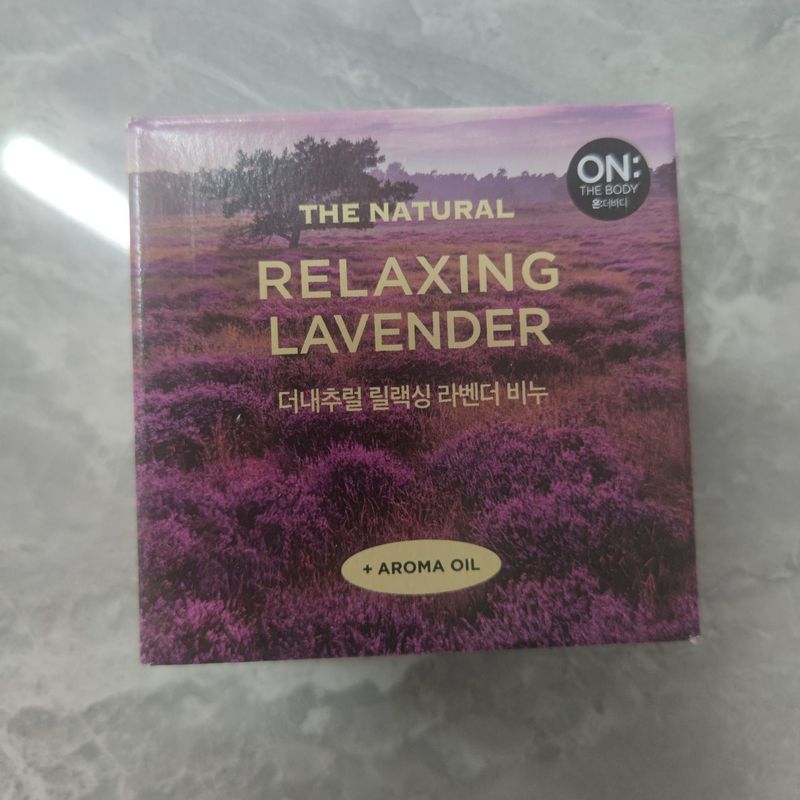 ON:
THE BODY
온:더바디
THE NATURAL
RELAXING
LAVENDER
더내추럴 릴랙싱 라벤더 비누
+ AROMA OIL